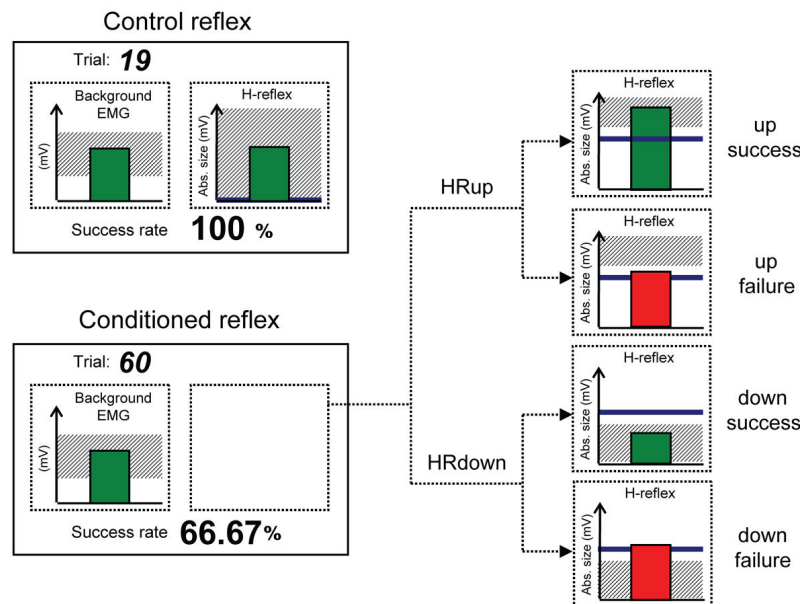 Control reflex
Trial: 19
Background
EMG
(mV)
H-reflex
Abs. size (mV)
Success rate 100 %
Conditioned reflex
Trial: 60
Background
EMG
(mV)
Success rate 66.67%
HRup
HRdown
H-reflex
Abs. size (mV)
up
success
H-reflex
Abs. size (mV)
up
failure
H-reflex
Abs. size (mV)
down
success
H-reflex
Abs. size (mV)
down
failure